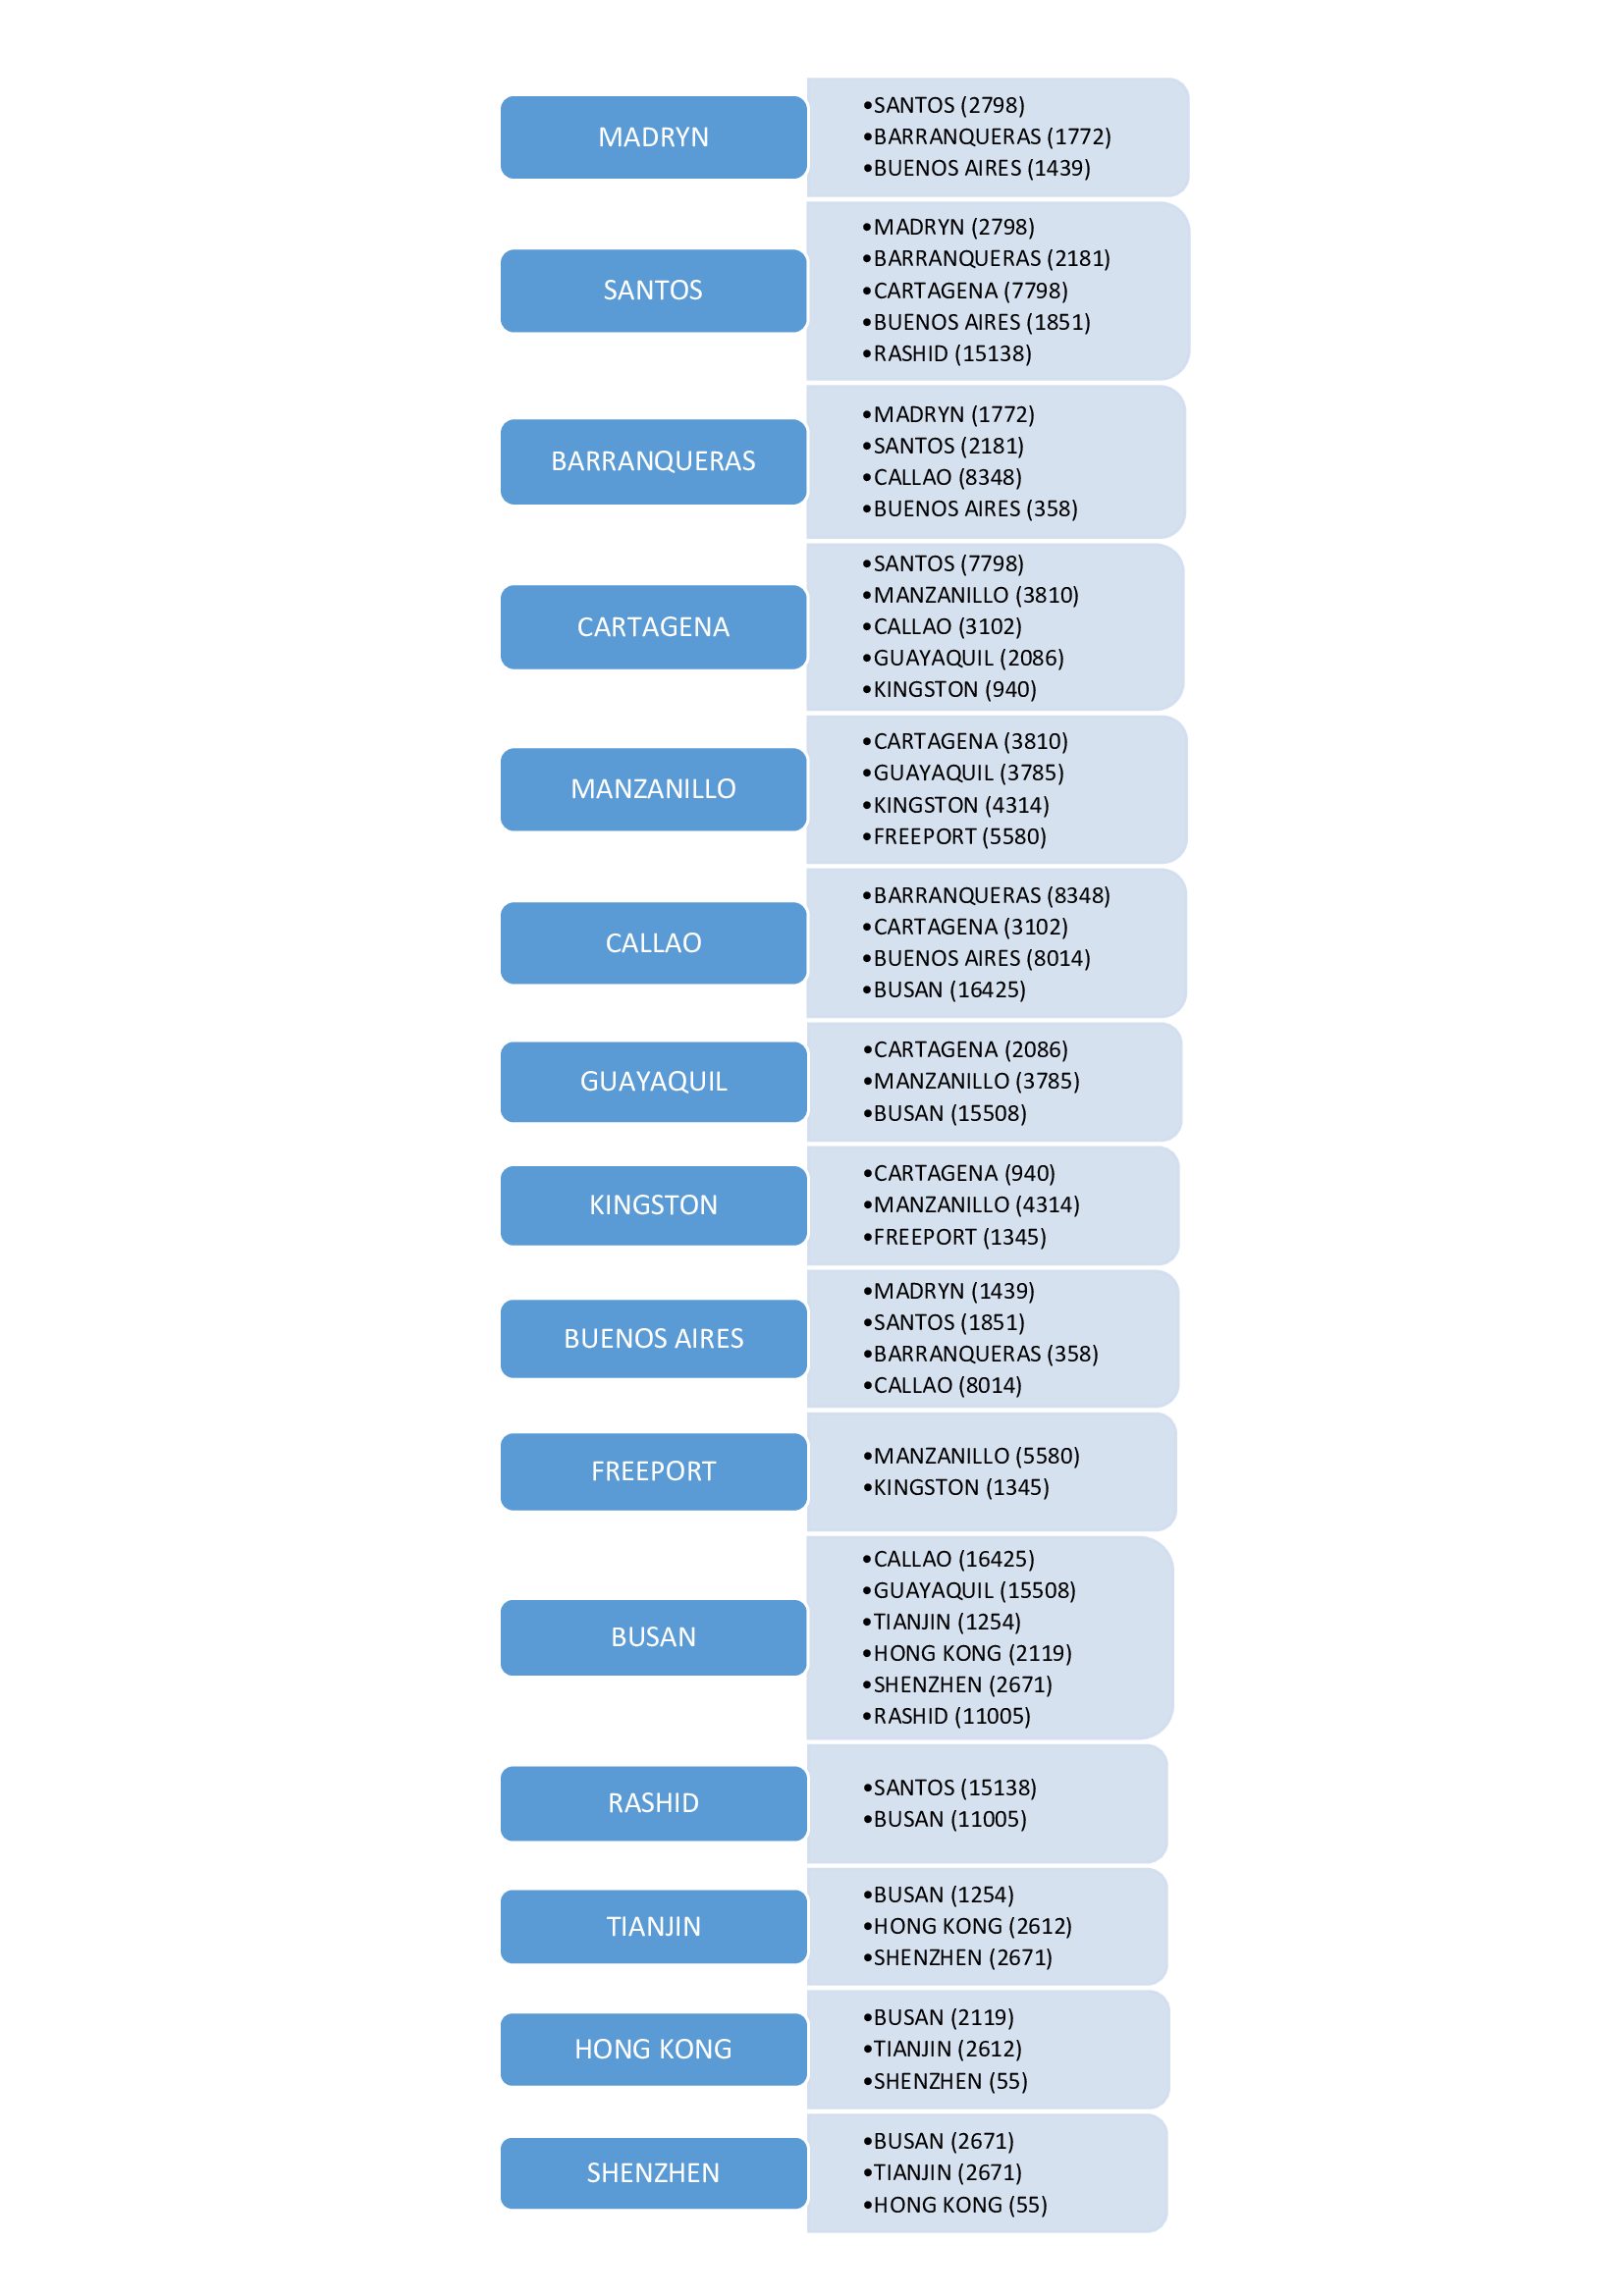 MADRYN
•SANTOS (2798)
•BARRANQUERAS (1772)
•BUENOS AIRES (1439)
SANTOS
•MADRYN (2798)
•BARRANQUERAS (2181)
•CARTAGENA (7798)
•BUENOS AIRES (1851)
•RASHID (15138)
BARRANQUERAS
•MADRYN (1772)
•SANTOS (2181)
•CALLAO (8348)
•BUENOS AIRES (358)
CARTAGENA
•SANTOS (7798)
•MANZANILLO (3810)
•CALLAO (3102)
•GUAYAQUIL (2086)
•KINGSTON (940)
MANZANILLO
•CARTAGENA (3810)
•GUAYAQUIL (3785)
•KINGSTON (4314)
•FREEPORT (5580)
CALLAO
•BARRANQUERAS (8348)
•CARTAGENA (3102)
•BUENOS AIRES (8014)
•BUSAN (16425)
GUAYAQUIL
•CARTAGENA (2086)
•MANZANILLO (3785)
•BUSAN (15508)
KINGSTON
•CARTAGENA (940)
•MANZANILLO (4314)
•FREEPORT (1345)
BUENOS AIRES
•MADRYN (1439)
•SANTOS (1851)
•BARRANQUERAS (358)
•CALLAO (8014)
FREEPORT
•MANZANILLO (5580)
•KINGSTON (1345)
BUSAN
•CALLAO (16425)
•GUAYAQUIL (15508)
•TIANJIN (1254)
•HONG KONG (2119)
•SHENZHEN (2671)
•RASHID (11005)
RASHID
•SANTOS (15138)
•BUSAN (11005)
TIANJIN
•BUSAN (1254)
•HONG KONG (2612)
•SHENZHEN (2671)
HONG KONG
•BUSAN (2119)
•TIANJIN (2612)
•SHENZHEN (55)
SHENZHEN
•BUSAN (2671)
•TIANJIN (2671)
•HONG KONG (55)